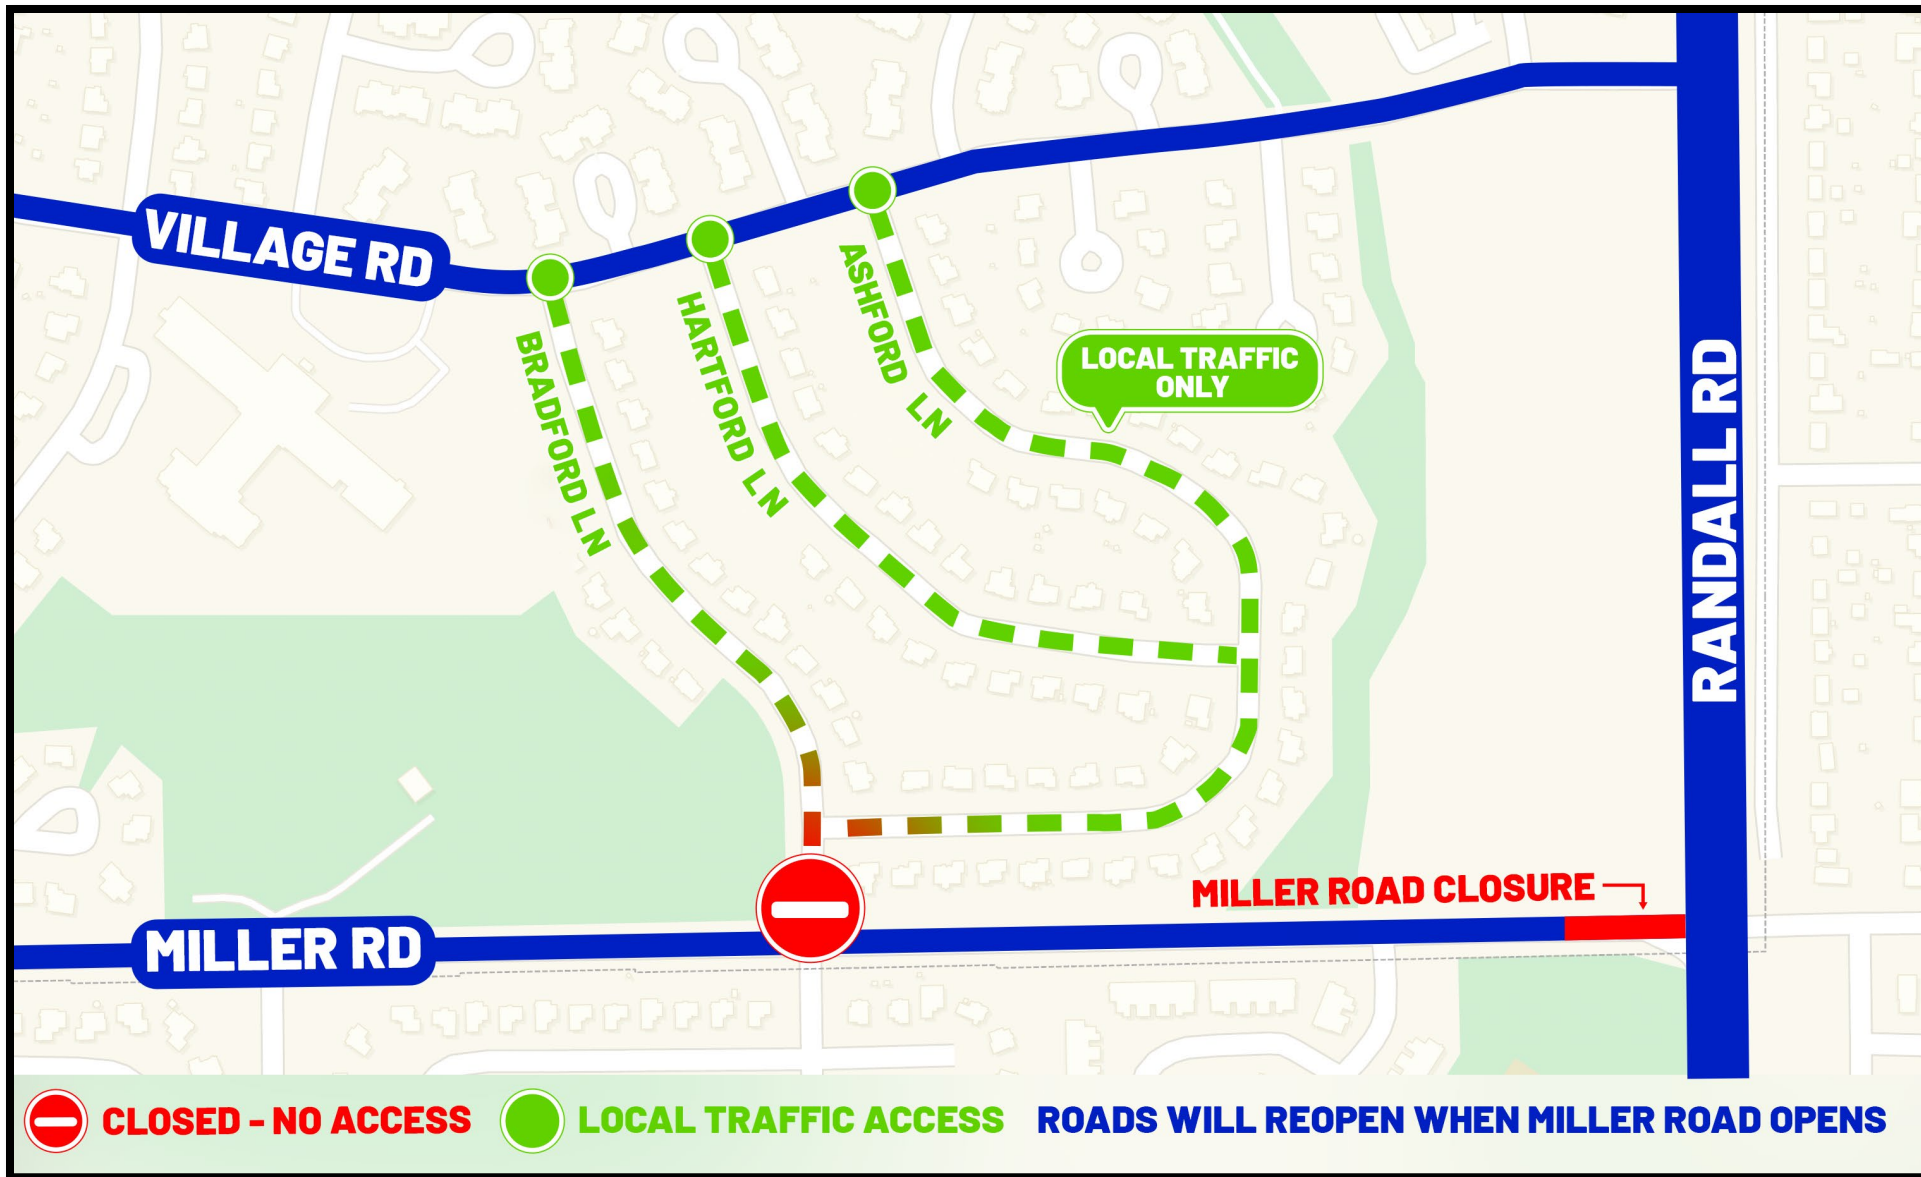 VILLAGE RD
BRADFORD LN
HARTFORD LN
ASHFORD LN
LOCAL TRAFFIC
ONLY
RANDALL RD
MILLER ROAD CLOSURE
MILLER RD
CLOSED - NO ACCESS
LOCAL TRAFFIC ACCESS
ROADS WILL REOPEN WHEN MILLER ROAD OPENS